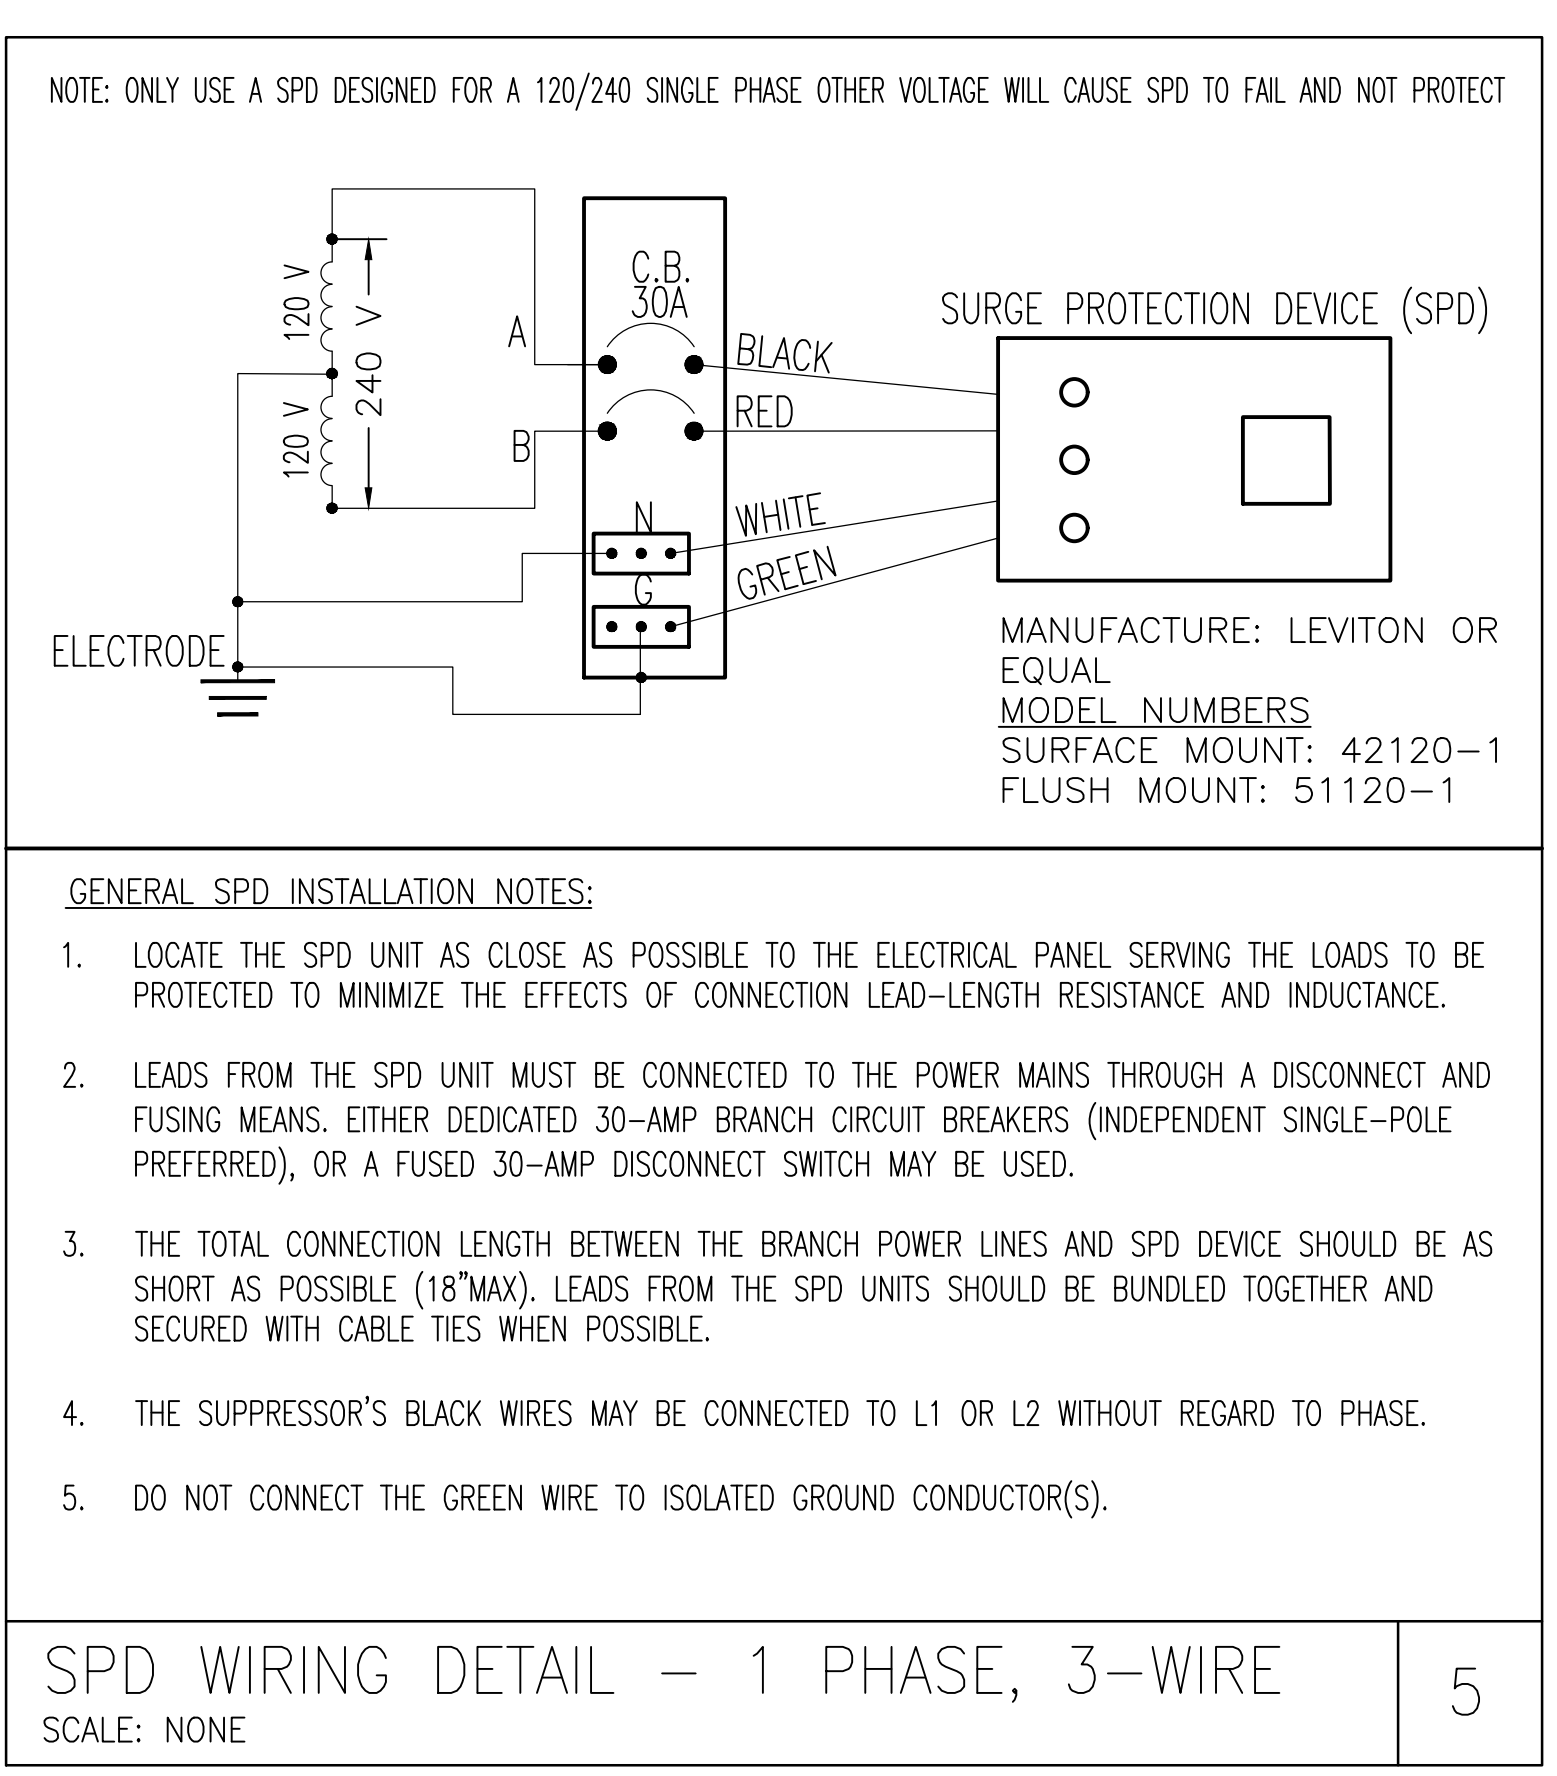 NOTE: ONLY USE A SPD DESIGNED FOR A 120/240 SINGLE PHASE OTHER VOLTAGE WILL CAUSE SPD TO FAIL AND NOT PROTECT
120 V
120 V
240 V
A
B
C.B.
30A
N
G
BLACK
RED
WHITE
GREEN
ELECTRODE
SURGE PROTECTION DEVICE (SPD)
MANUFACTURE: LEVITON OR
EQUAL
MODEL NUMBERS
SURFACE MOUNT: 42120-1
FLUSH MOUNT: 51120-1
GENERAL SPD INSTALLATION NOTES:
1. LOCATE THE SPD UNIT AS CLOSE AS POSSIBLE TO THE ELECTRICAL PANEL SERVING THE LOADS TO BE
PROTECTED TO MINIMIZE THE EFFECTS OF CONNECTION LEAD-LENGTH RESISTANCE AND INDUCTANCE.
2. LEADS FROM THE SPD UNIT MUST BE CONNECTED TO THE POWER MAINS THROUGH A DISCONNECT AND
FUSING MEANS. EITHER DEDICATED 30-AMP BRANCH CIRCUIT BREAKERS (INDEPENDENT SINGLE-POLE
PREFERRED), OR A FUSED 30-AMP DISCONNECT SWITCH MAY BE USED.
3. THE TOTAL CONNECTION LENGTH BETWEEN THE BRANCH POWER LINES AND SPD DEVICE SHOULD BE AS
SHORT AS POSSIBLE (18"MAX). LEADS FROM THE SPD UNITS SHOULD BE BUNDLED TOGETHER AND
SECURED WITH CABLE TIES WHEN POSSIBLE.
4. THE SUPPRESSOR'S BLACK WIRES MAY BE CONNECTED TO L1 OR L2 WITHOUT REGARD TO PHASE.
5. DO NOT CONNECT THE GREEN WIRE TO ISOLATED GROUND CONDUCTOR(S).
SPD WIRING DETAIL - 1 PHASE, 3-WIRE
SCALE: NONE
5